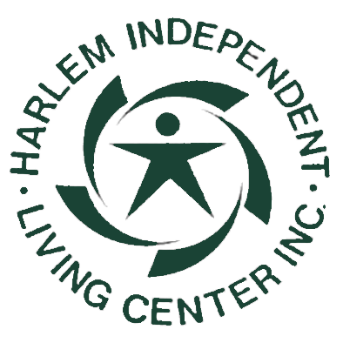 · HARLEM INDEPENDENT ·
LIVING CENTER INC.